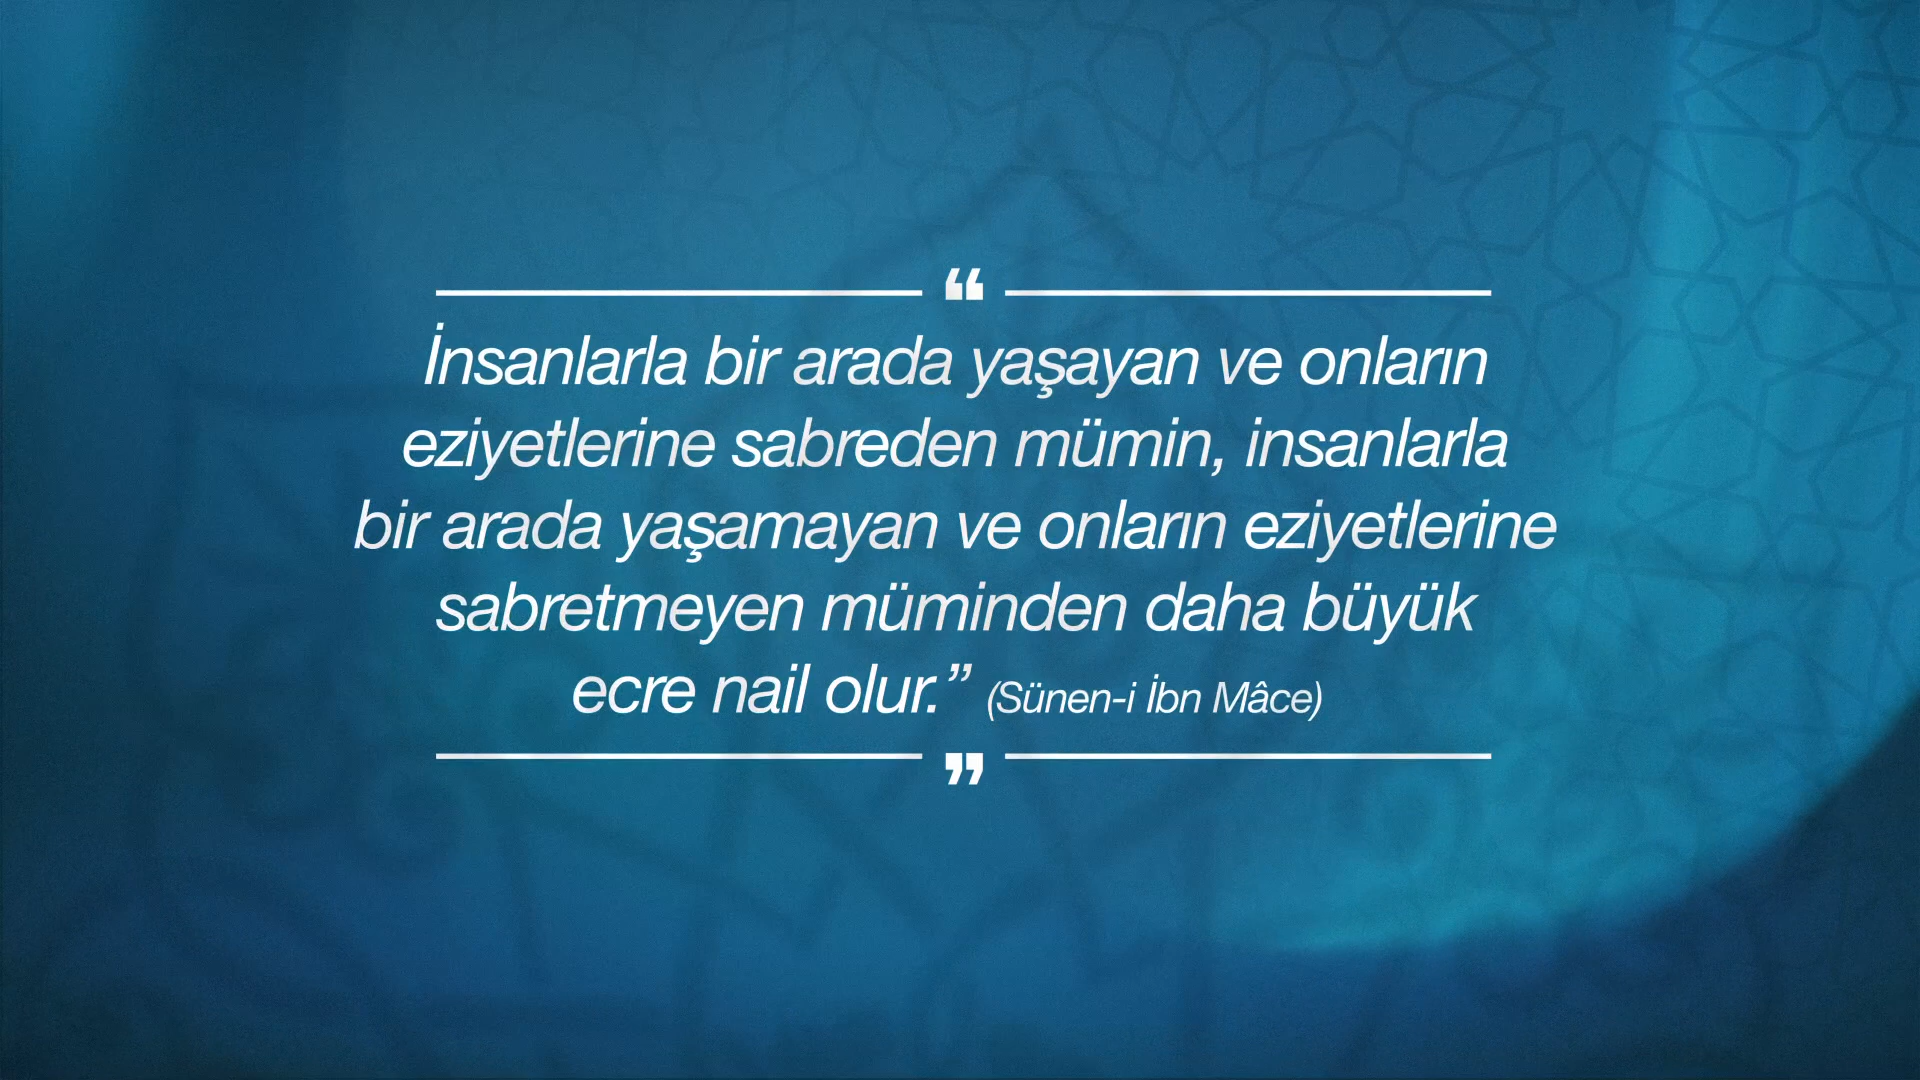 ❝
İnsanlarla bir arada yaşayan ve onların
eziyetlerine sabreden mümin, insanlarla
bir arada yaşamayan ve onların eziyetlerine
sabretmeyen müminden daha büyük
ecre nail olur.” (Sünen-i İbn Mâce)
❞